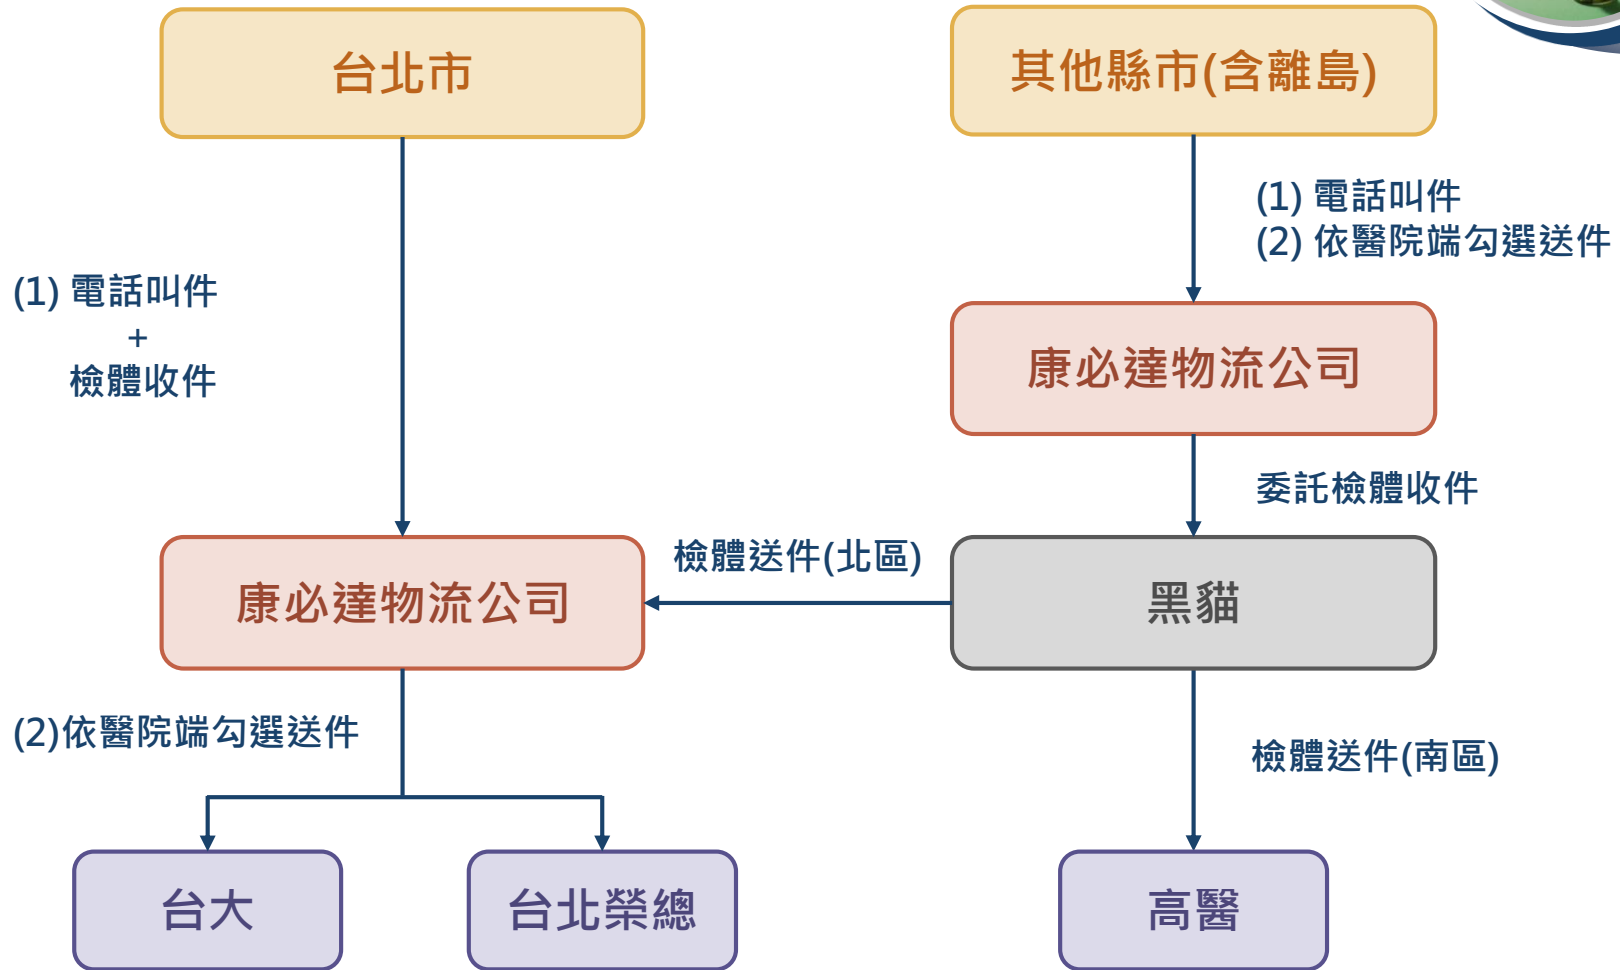 台北市
其他縣市(含離島)
(1) 電話叫件
(2) 依醫院端勾選送件
(1) 電話叫件
+
檢體收件
康必達物流公司
委託檢體收件
檢體送件(北區)
康必達物流公司
黑貓
(2)依醫院端勾選送件
檢體送件(南區)
台大
台北榮總
高醫